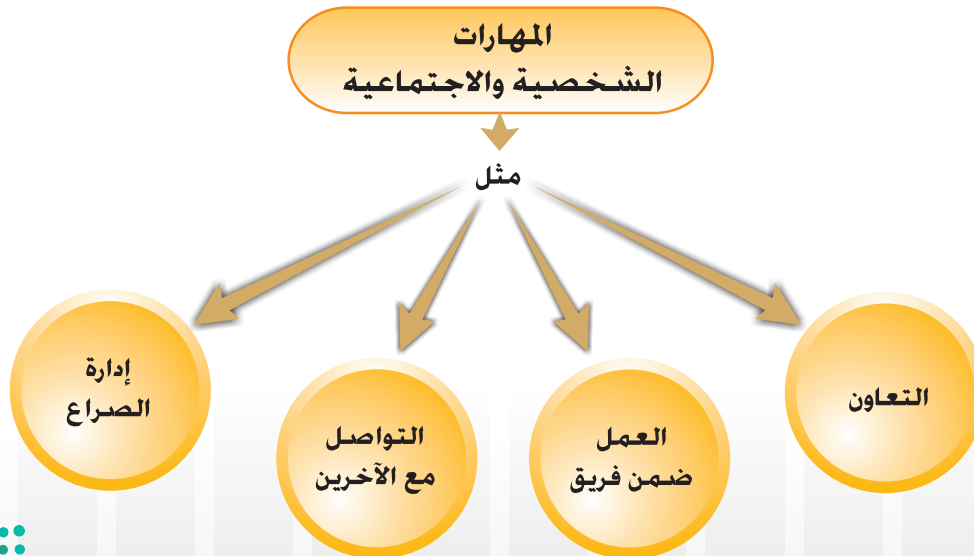 المهارات
الشخصية والاجتماعية
مثل
التعاون
العمل
ضمن فريق
التواصل
مع الآخرين
إدارة
الصراع